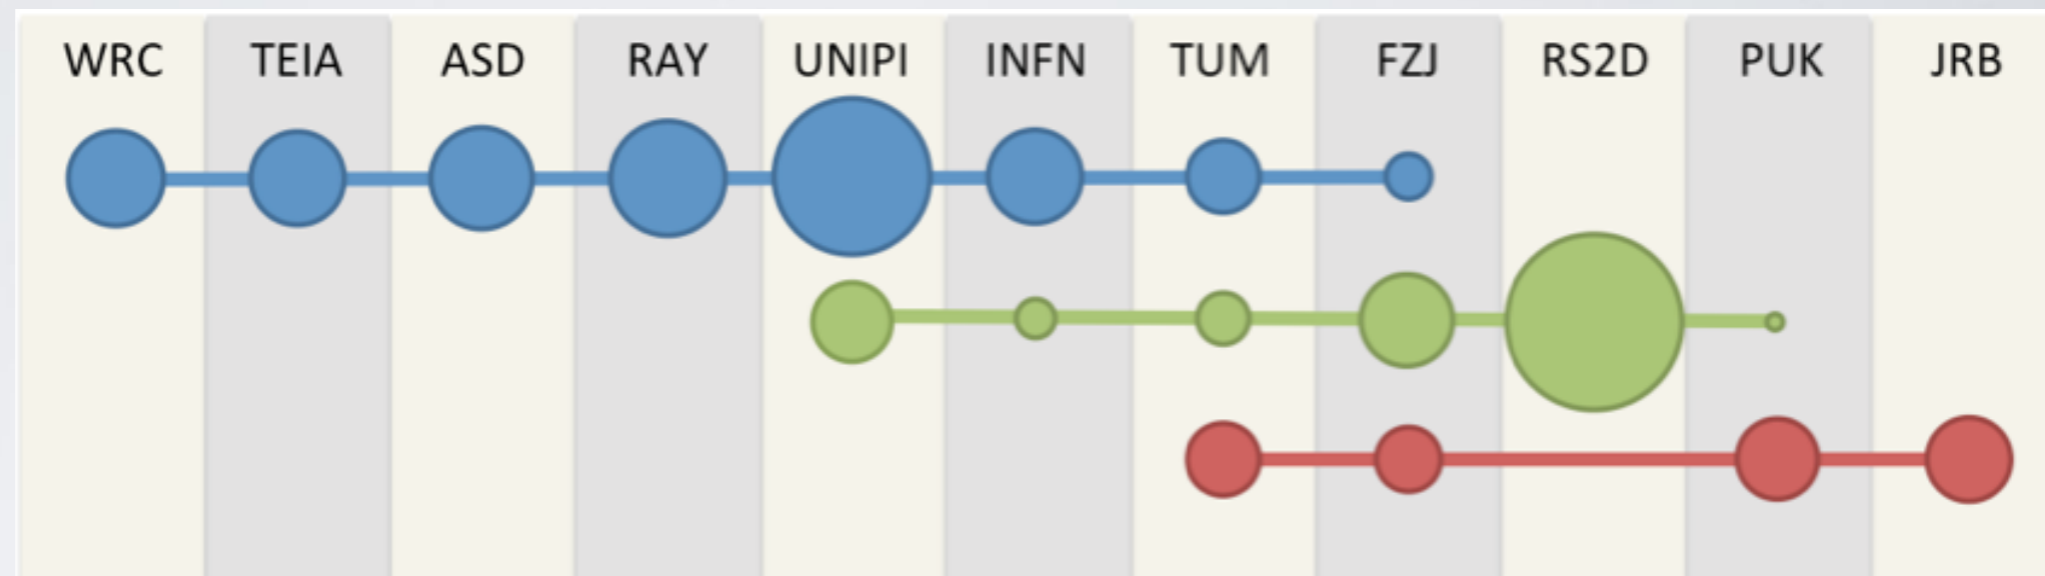 WRC TEIA ASD RAY UNIPI INFN TUM FZJ RS2D PUK JRB